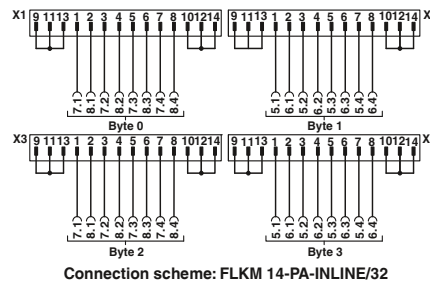 X1 9 11 13 1 2 3 4 5 6 7 8 10 12 14
9 11 13 1 2 3 4 5 6 7 8 10 12 14 X
7.1 8.1 7.2 8.2 7.3 8.3 7.4 8.4
5.1 6.1 5.2 6.2 5.3 6.3 5.4 6.4
Byte 0
Byte 1
X3 9 11 13 1 2 3 4 5 6 7 8 10 12 14
9 11 13 1 2 3 4 5 6 7 8 10 12 14 X
7.1 8.1 7.2 8.2 7.3 8.3 7.4 8.4
5.1 6.1 5.2 6.2 5.3 6.3 5.4 6.4
Byte 2
Byte 3
Connection scheme: FLKM 14-PA-INLINE/32